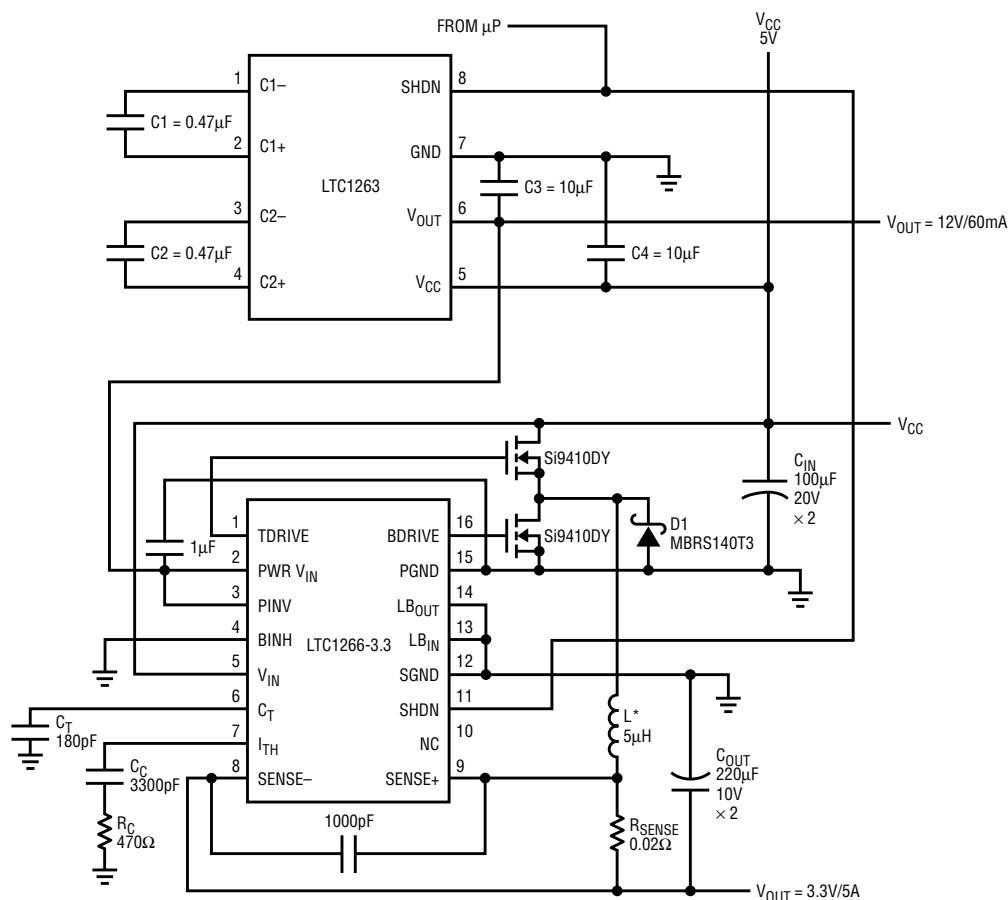 FROM µP
V_CC
5V
1
C1–
SHDN
8
C1 = 0.47µF
2
C1+
GND
7
LTC1263
C3 = 10µF
3
C2–
V_OUT
6
V_OUT = 12V/60mA
C2 = 0.47µF
C4 = 10µF
4
C2+
V_CC
5
V_CC
Si9410DY
C_IN
100µF
20V
× 2
1µF
1
TDRIVE
BDRIVE
16
Si9410DY
D1
MBRS140T3
2
PWR V_IN
PGND
15
3
PINV
LB_OUT
14
4
BINH
LTC1266-3.3
LB_IN
13
5
V_IN
SGND
12
6
C_T
SHDN
11
C_T
180pF
7
I_TH
NC
10
L*
5µH
8
SENSE–
SENSE+
9
C_C
3300pF
C_OUT
220µF
10V
× 2
R_C
470Ω
1000pF
R_SENSE
0.02Ω
V_OUT = 3.3V/5A